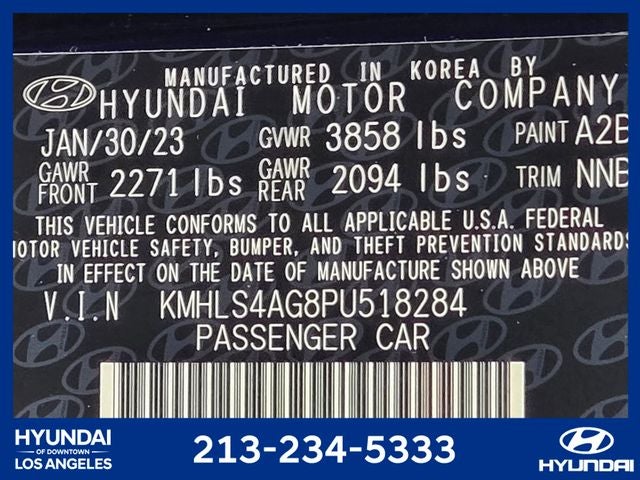 MANUFACTURED IN KOREA BY
HYUNDAI MOTOR COMPANY
JAN/30/23 GVWR 3858 lbs PAINT A2B
GAWR FRONT 2271 lbs GAWR REAR 2094 lbs TRIM NNB
THIS VEHICLE CONFORMS TO ALL APPLICABLE U.S.A. FEDERAL
MOTOR VEHICLE SAFETY, BUMPER, AND THEFT PREVENTION STANDARDS
IN EFFECT ON THE DATE OF MANUFACTURE SHOWN ABOVE
V.I.N KMHLS4AG8PU518284
PASSENGER CAR
HYUNDAI
OF DOWNTOWN
LOS ANGELES
213-234-5333
HYUNDAI